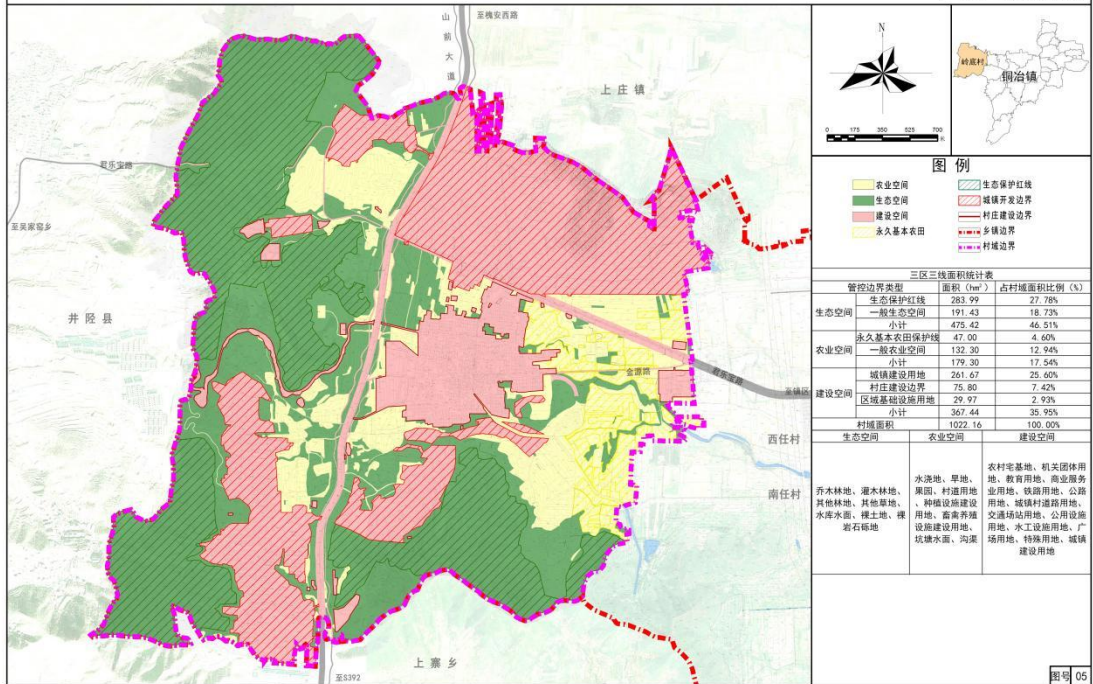 山前大道
至槐安西路
上庄镇
君乐宝路
至吴家窑乡
井陉县
金源路
君乐宝路
至镇区
西任村
南任村
上寨乡
至S392
N
0 175 350 525 700
米
岭底村
铜冶镇
图 例
农业空间
生态空间
建设空间
永久基本农田
生态保护红线
城镇开发边界
村庄建设边界
乡镇边界
村域边界
三区三线面积统计表
管控边界类型 面积（hm²） 占村域面积比例（%）
生态空间 生态保护红线 283.99 27.78%
一般生态空间 191.43 18.73%
小计 475.42 46.51%
农业空间 永久基本农田保护线 47.00 4.60%
一般农业空间 132.30 12.94%
小计 179.30 17.54%
建设空间 城镇建设用地 261.67 25.60%
村庄建设边界 75.80 7.42%
区域基础设施用地 29.97 2.93%
小计 367.44 35.95%
村域面积 1022.16 100.00%
生态空间 农业空间 建设空间
乔木林地、灌木林地、
其他林地、其他草地、
水库水面、裸土地、裸
岩石砾地
水浇地、旱地、
果园、村道用地
、种植设施建设
用地、畜禽养殖
设施建设用地、
坑塘水面、沟渠
农村宅基地、机关团体用
地、教育用地、商业服务
业用地、铁路用地、公路
用地、城镇村道路用地、
交通场站用地、公用设施
用地、水工设施用地、广
场用地、特殊用地、城镇
建设用地
图号 05